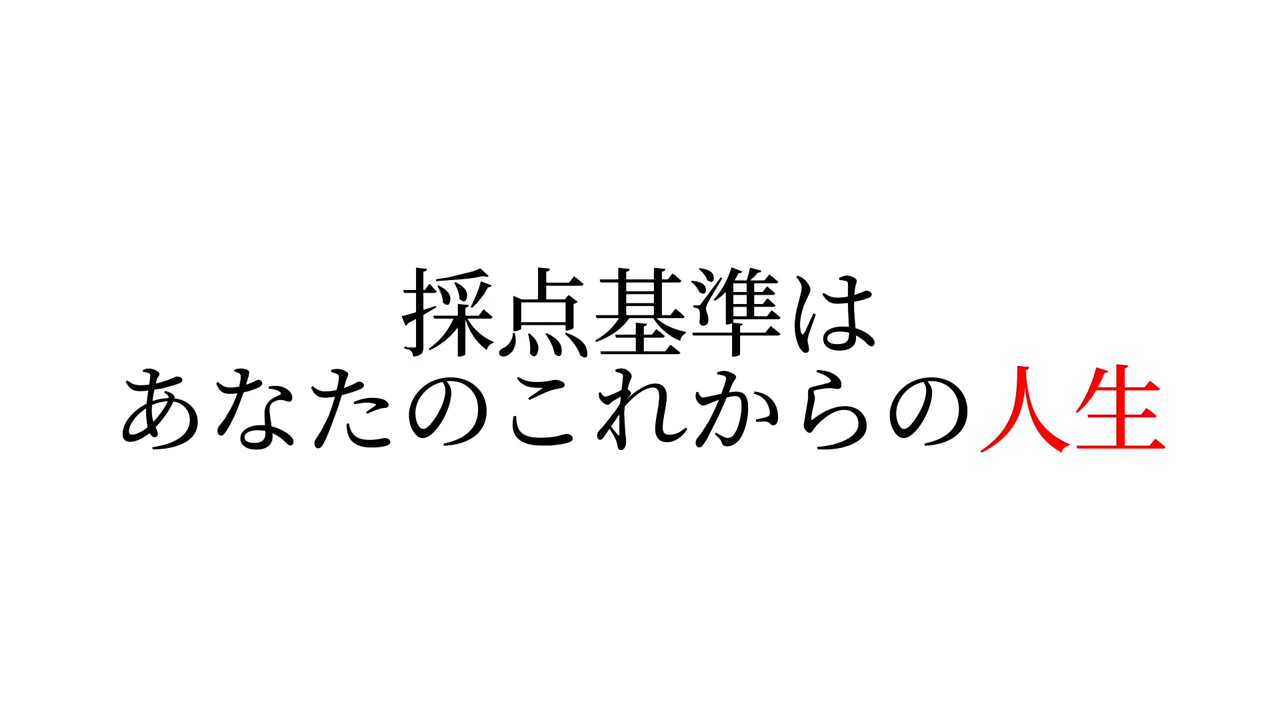 採点基準は
あなたのこれからの人生